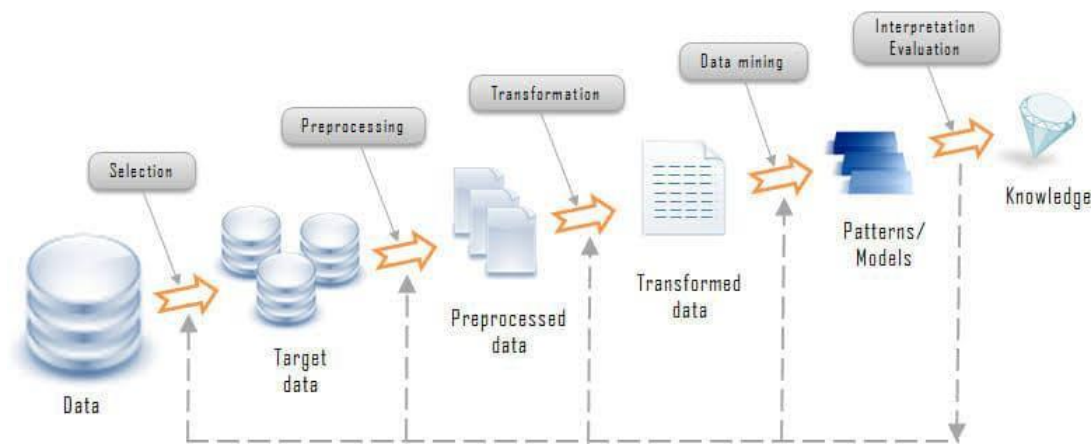 Interpretation
Evaluation
Data mining
Transformation
Preprocessing
Selection
Knowledge
Patterns/
Models
Transformed
data
Preprocessed
data
Target
data
Data